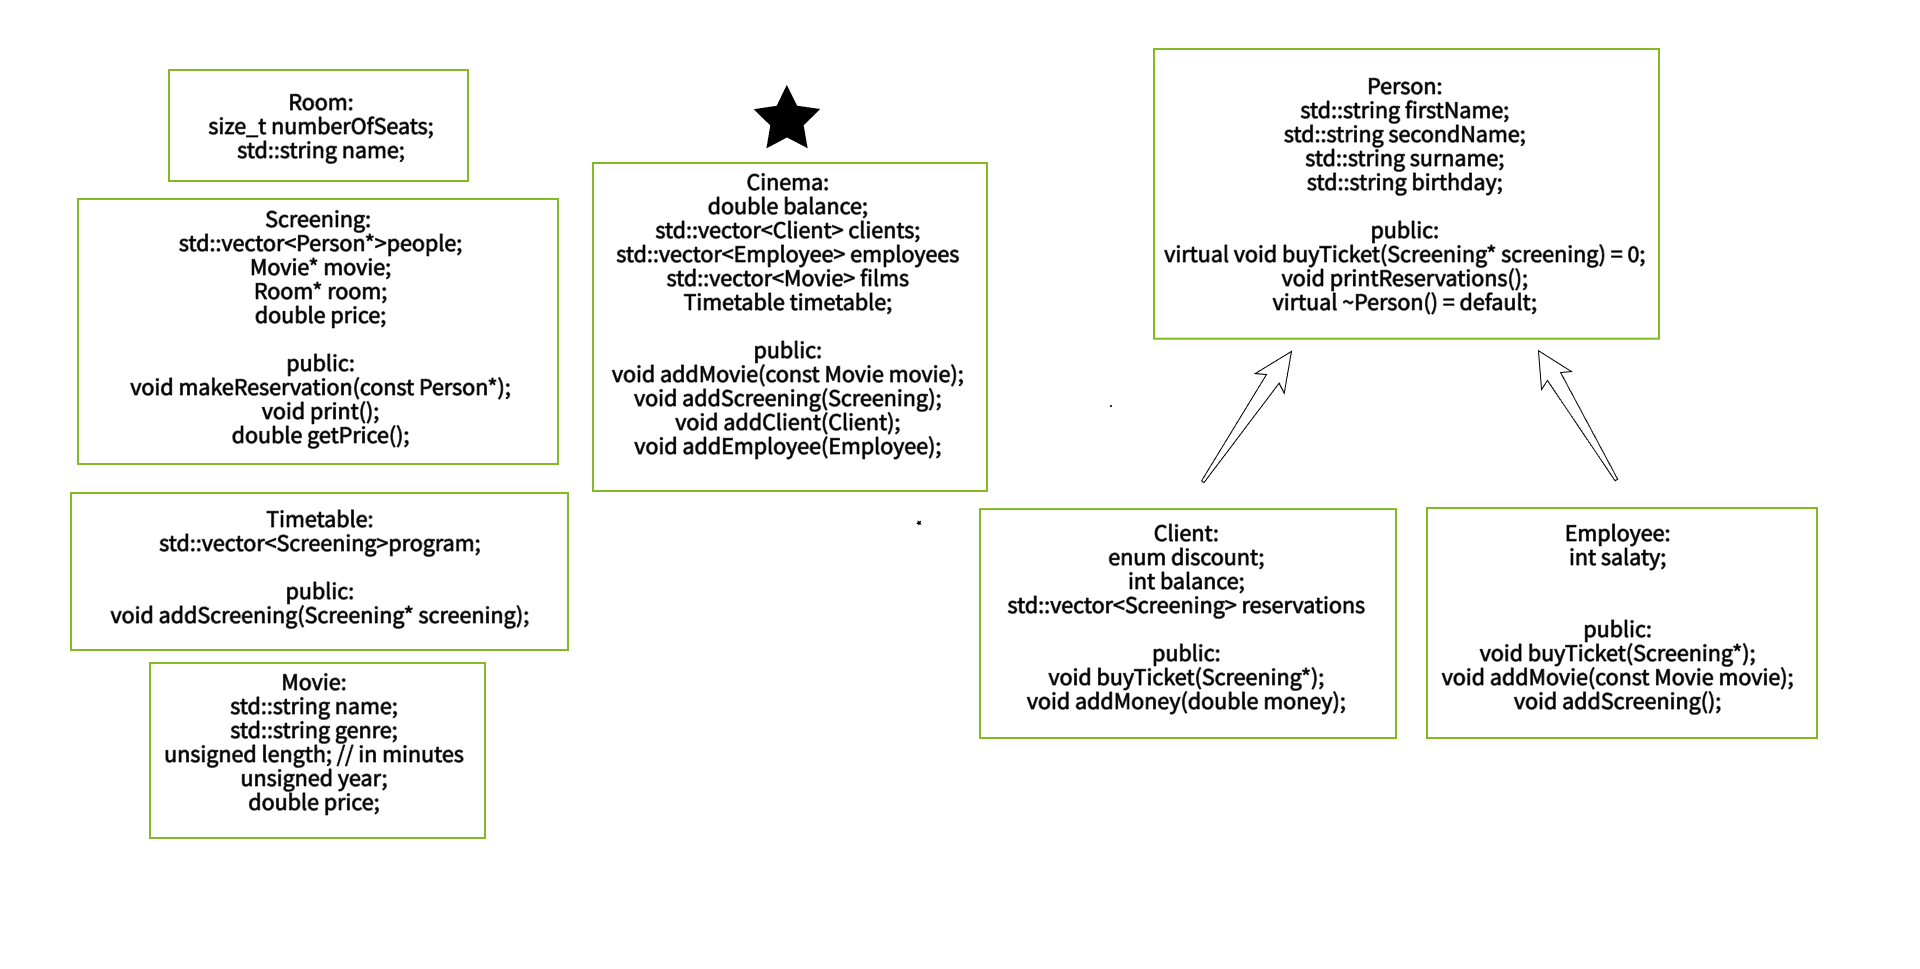 Room:
size_t numberOfSeats;
std::string name;
Screening:
std::vector<Person*>people;
Movie* movie;
Room* room;
double price;
public:
void makeReservation(const Person*);
void print();
double getPrice();
Timetable:
std::vector<Screening>program;
public:
void addScreening(Screening* screening);
Movie:
std::string name;
std::string genre;
unsigned length; // in minutes
unsigned year;
double price;
Cinema:
double balance;
std::vector<Client> clients;
std::vector<Employee> employees
std::vector<Movie> films
Timetable timetable;
public:
void addMovie(const Movie movie);
void addScreening(Screening);
void addClient(Client);
void addEmployee(Employee);
Person:
std::string firstName;
std::string secondName;
std::string surname;
std::string birthday;
public:
virtual void buyTicket(Screening* screening) = 0;
void printReservations();
virtual ~Person() = default;
Client:
enum discount;
int balance;
std::vector<Screening> reservations
public:
void buyTicket(Screening*);
void addMoney(double money);
Employee:
int salaty;
public:
void buyTicket(Screening*);
void addMovie(const Movie movie);
void addScreening();